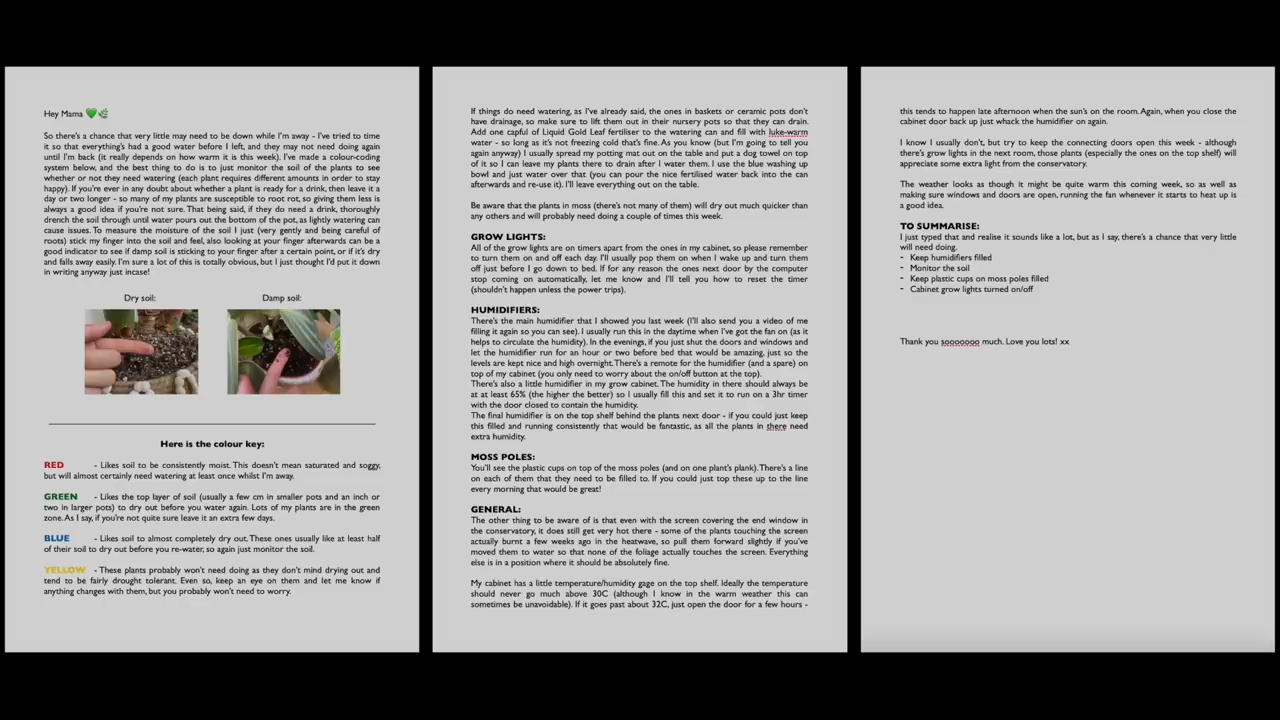 Hey Mama 💚🌿
So there's a chance that very little may need to be down while I'm away - I've tried to time
it so that everything's had a good water before I left, and they may not need doing again
until I'm back (it really depends on how warm it is this week). I've made a colour-coding
system below, and the best thing to do is to just monitor the soil of the plants to see
whether or not they need watering (each plant requires different amounts in order to stay
happy). If you're ever in any doubt about whether a plant is ready for a drink, then leave it a
day or two longer - so many of my plants are susceptible to root rot, so giving them less is
always a good idea if you're not sure. That being said, if they do need a drink, thoroughly
drench the soil through until water pours out the bottom of the pot, as lightly watering can
cause issues. To measure the moisture of the soil I just (very gently and being careful of
roots) stick my finger into the soil and feel, also looking at your finger afterwards can be a
good indicator to see if damp soil is sticking to your finger after a certain point, or if it's dry
and falls away easily. I'm sure a lot of this is totally obvious, but I just thought I'd put it down
in writing anyway just incase!
Dry soil: Damp soil:
Here is the colour key:
RED - Likes soil to be consistently moist. This doesn't mean saturated and soggy,
but will almost certainly need watering at least once whilst I'm away.
GREEN - Likes the top layer of soil (usually a few cm in smaller pots and an inch or
two in larger pots) to dry out before you water again. Lots of my plants are in the green
zone. As I say, if you're not quite sure leave it an extra few days.
BLUE - Likes soil to almost completely dry out. These ones usually like at least half
of their soil to dry out before you re-water, so again just monitor the soil.
YELLOW - These plants probably won't need doing as they don't mind drying out and
tend to be fairly drought tolerant. Even so, keep an eye on them and let me know if
anything changes with them, but you probably won't need to worry.
If things do need watering, as I've already said, the ones in baskets or ceramic pots don't
have drainage, so make sure to lift them out in their nursery pots so that they can drain.
Add one capful of Liquid Gold Leaf fertiliser to the watering can and fill with luke-warm
water - so long as it's not freezing cold that's fine. As you know (but I'm going to tell you
again anyway) I usually spread my potting mat out on the table and put a dog towel on top
of it so I can leave my plants there to drain after I water them. I use the blue washing up
bowl and just water over that (you can pour the nice fertilised water back into the can
afterwards and re-use it). I'll leave everything out on the table.
Be aware that the plants in moss (there's not many of them) will dry out much quicker than
any others and will probably need doing a couple of times this week.
GROW LIGHTS:
All of the grow lights are on timers apart from the ones in my cabinet, so please remember
to turn them on and off each day. I'll usually pop them on when I wake up and turn them
off just before I go down to bed. If for any reason the ones next door by the computer
stop coming on automatically, let me know and I'll tell you how to reset the timer
(shouldn't happen unless the power trips).
HUMIDIFIERS:
There's the main humidifier that I showed you last week (I'll also send you a video of me
filling it again so you can see). I usually run this in the daytime when I've got the fan on (as it
helps to circulate the humidity). In the evenings, if you just shut the doors and windows and
let the humidifier run for an hour or two before bed that would be amazing, just so the
levels are kept nice and high overnight. There's a remote for the humidifier (and a spare) on
top of my cabinet (you only need to worry about the on/off button at the top).
There's also a little humidifier in my grow cabinet. The humidity in there should always be
at at least 65% (the higher the better) so I usually fill this and set it to run on a 3hr timer
with the door closed to contain the humidity.
The final humidifier is on the top shelf behind the plants next door - if you could just keep
this filled and running consistently that would be fantastic, as all the plants in there need
extra humidity.
MOSS POLES:
You'll see the plastic cups on top of the moss poles (and on one plant's plank). There's a line
on each of them that they need to be filled to. If you could just top these up to the line
every morning that would be great!
GENERAL:
The other thing to be aware of is that even with the screen covering the end window in
the conservatory, it does still get very hot there - some of the plants touching the screen
actually burnt a few weeks ago in the heatwave, so pull them forward slightly if you've
moved them to water so that none of the foliage actually touches the screen. Everything
else is in a position where it should be absolutely fine.
My cabinet has a little temperature/humidity gage on the top shelf. Ideally the temperature
should never go much above 30C (although I know in the warm weather this can
sometimes be unavoidable). If it goes past about 32C, just open the door for a few hours -
this tends to happen late afternoon when the sun's on the room. Again, when you close the
cabinet door back up just whack the humidifier on again.
I know I usually don't, but try to keep the connecting doors open this week - although
there's grow lights in the next room, those plants (especially the ones on the top shelf) will
appreciate some extra light from the conservatory.
The weather looks as though it might be quite warm this coming week, so as well as
making sure windows and doors are open, running the fan whenever it starts to heat up is
a good idea.
TO SUMMARISE:
I just typed that and realise it sounds like a lot, but as I say, there's a chance that very little
will need doing.
- Keep humidifiers filled
- Monitor the soil
- Keep plastic cups on moss poles filled
- Cabinet grow lights turned on/off
Thank you sooooooo much. Love you lots! xx